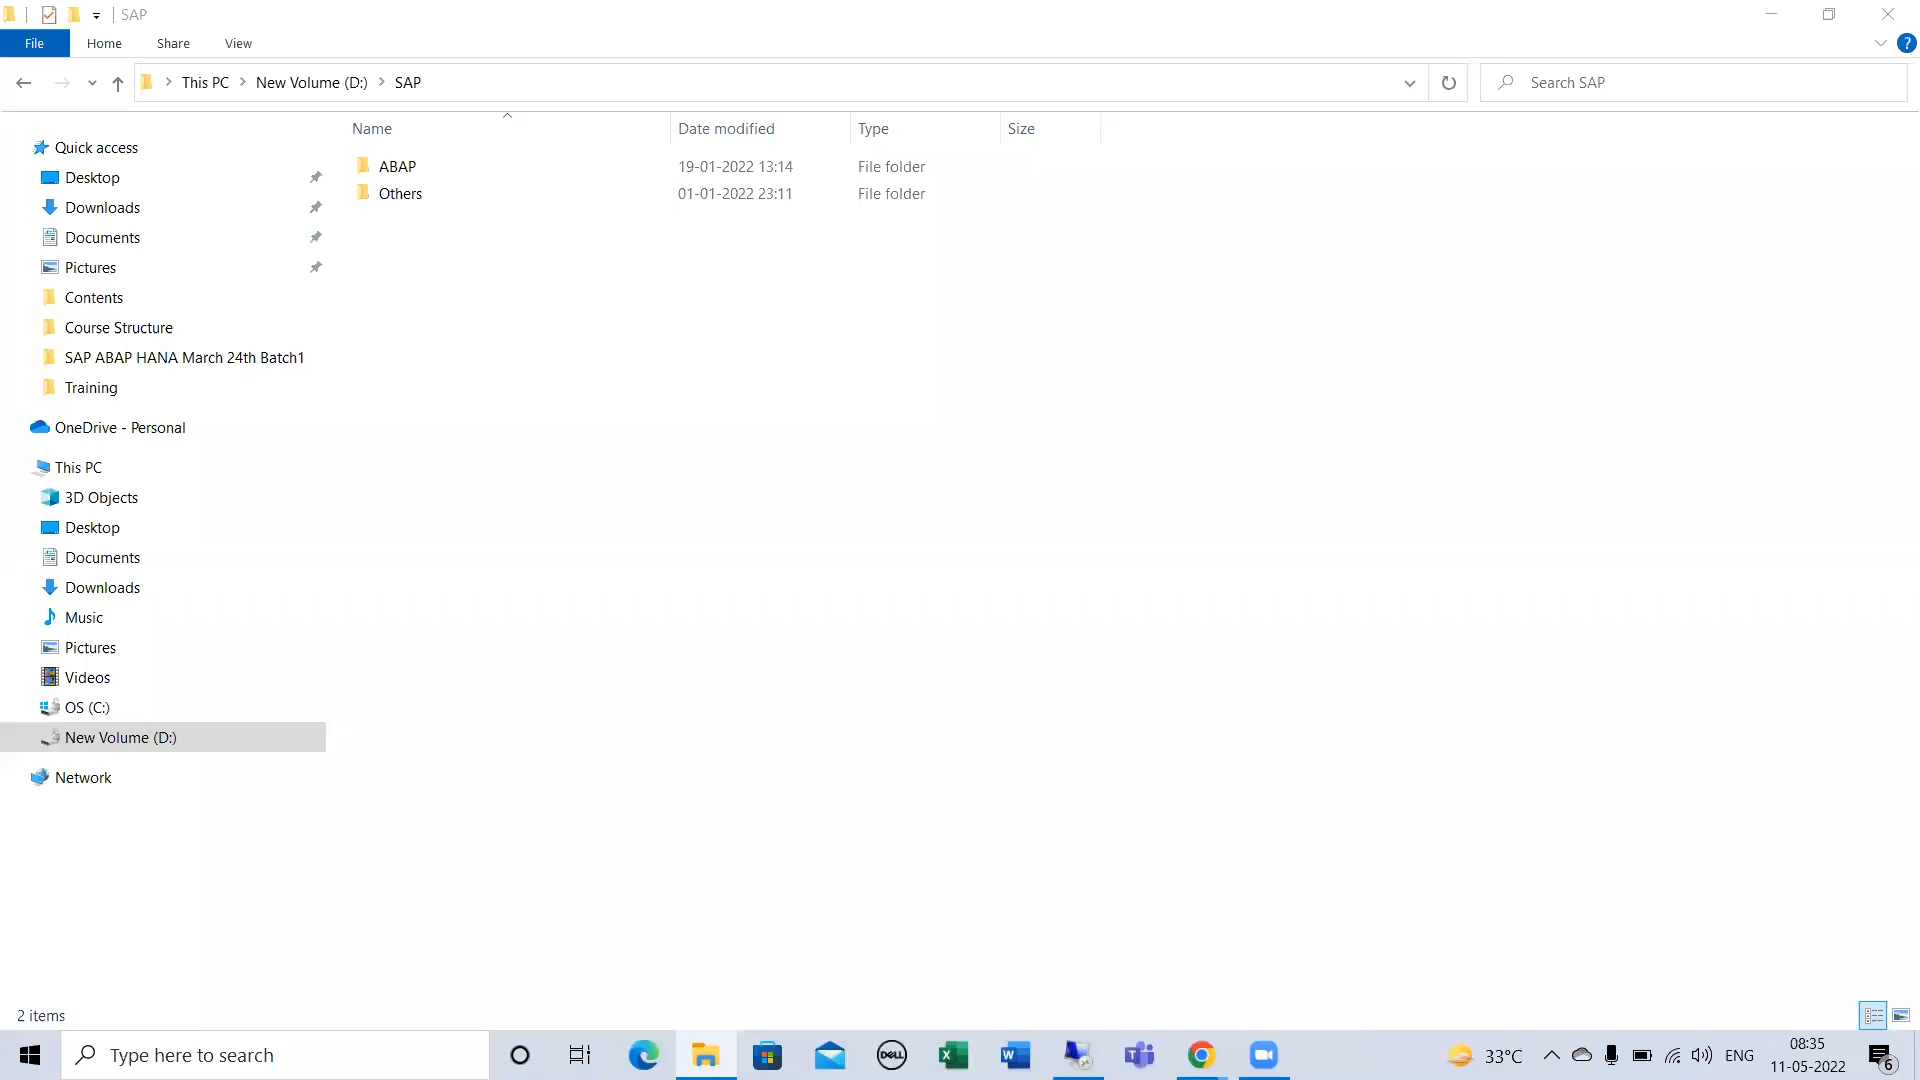 SAP
File Home Share View
This PC New Volume (D:) SAP
Search SAP
Name Date modified Type Size
ABAP 19-01-2022 13:14 File folder
Others 01-01-2022 23:11 File folder
Quick access
Desktop
Downloads
Documents
Pictures
Contents
Course Structure
SAP ABAP HANA March 24th Batch1
Training
OneDrive - Personal
This PC
3D Objects
Desktop
Documents
Downloads
Music
Pictures
Videos
OS (C:)
New Volume (D:)
Network
2 items
Type here to search
DELL
33°C
ENG
08:35
11-05-2022
6